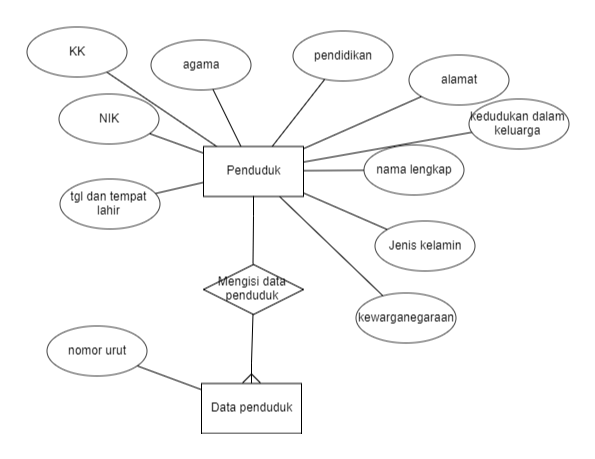 KK
agama
pendidikan
alamat
NIK
kedudukan dalam
keluarga
Penduduk
nama lengkap
tgl dan tempat
lahir
Jenis kelamin
Mengisi data
penduduk
kewarganegaraan
nomor urut
Data penduduk